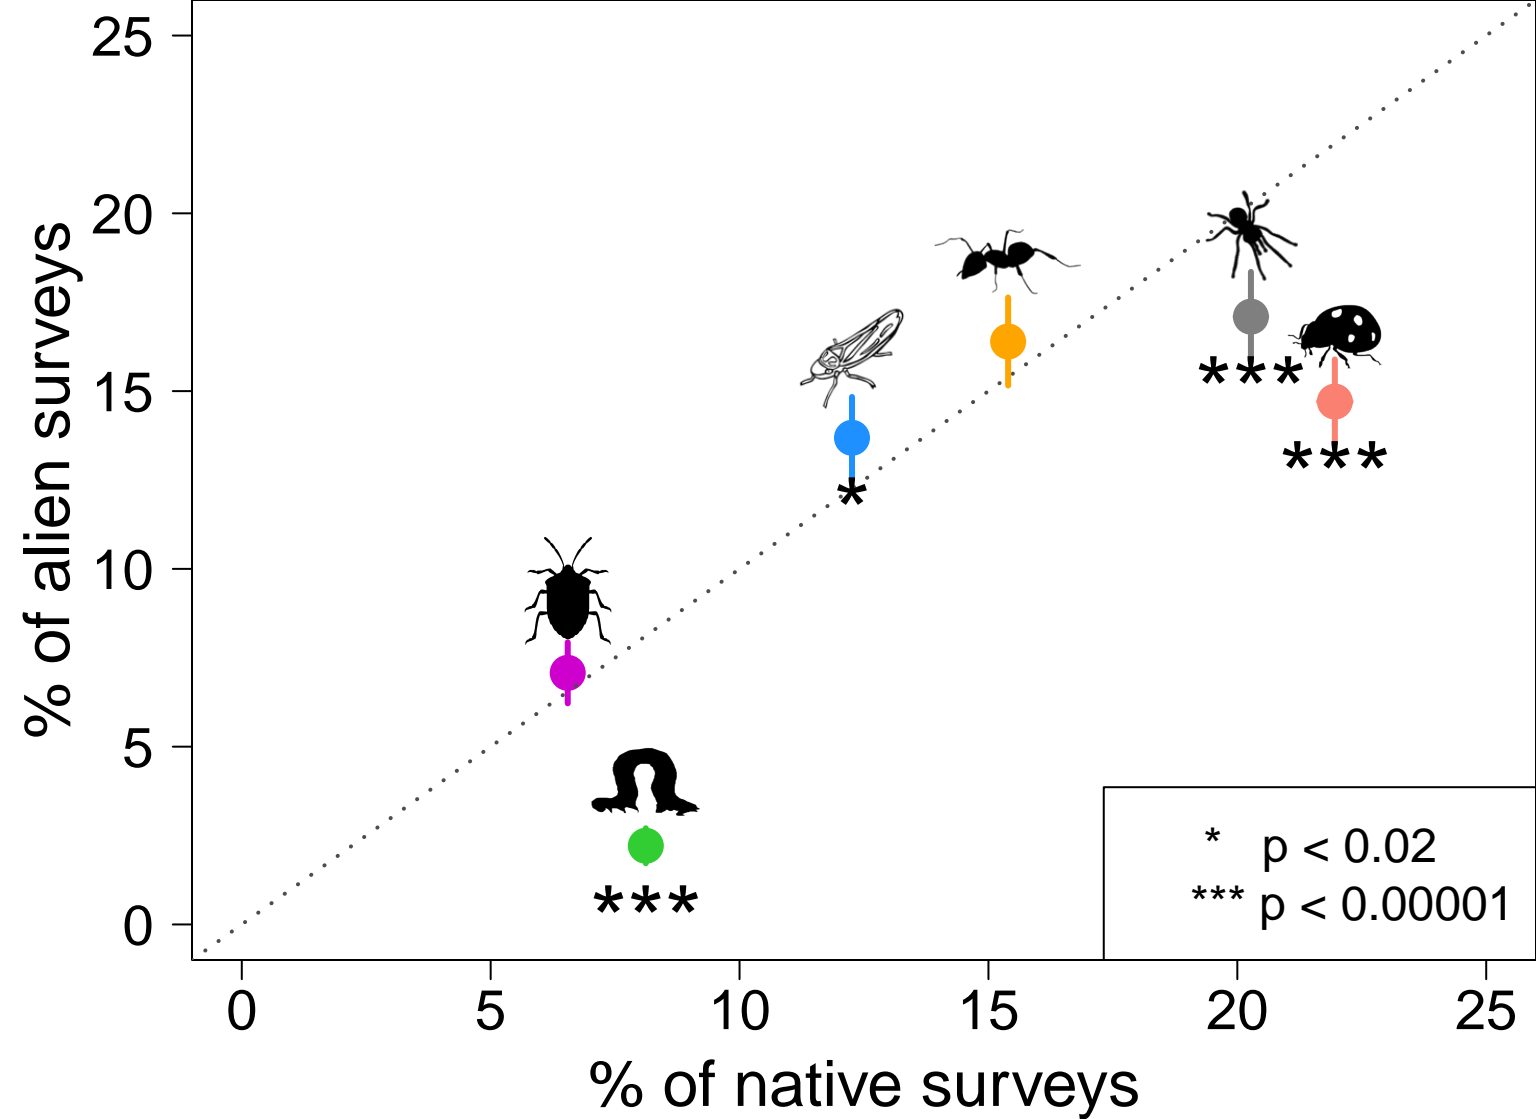 25
20
15
10
5
0
% of alien surveys
*
***
***
***
* p < 0.02
*** p < 0.00001
0 5 10 15 20 25
% of native surveys